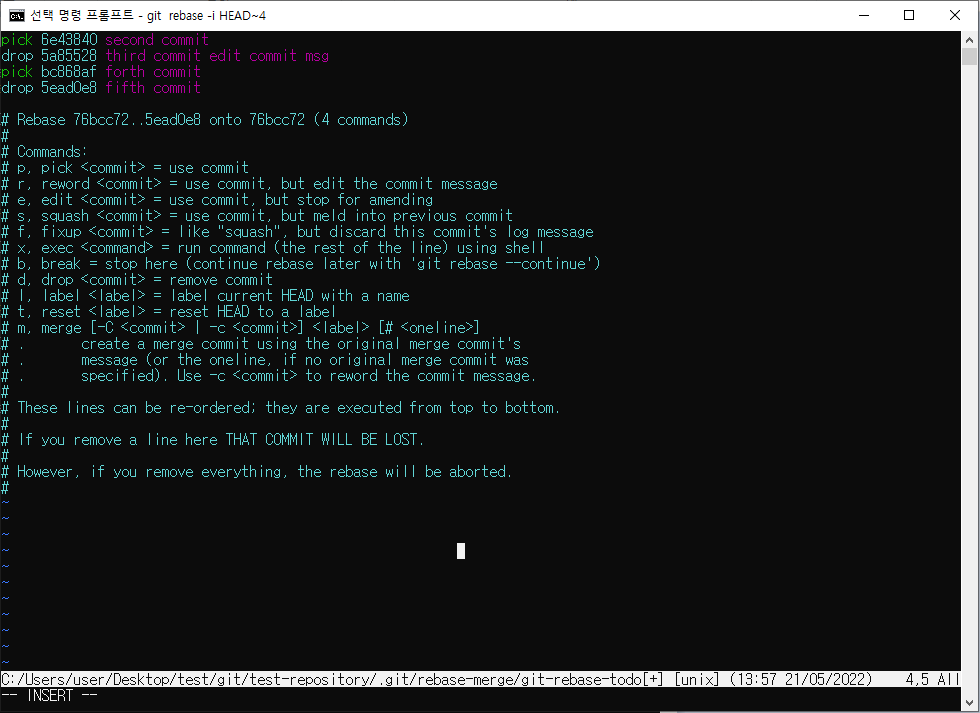 선택 명령 프롬프트 - git rebase -i HEAD~4
pick 6e43840 second commit
drop 5a85528 third commit edit commit msg
pick bc868af forth commit
drop 5ead0e8 fifth commit
# Rebase 76bcc72..5ead0e8 onto 76bcc72 (4 commands)
#
# Commands:
# p, pick <commit> = use commit
# r, reword <commit> = use commit, but edit the commit message
# e, edit <commit> = use commit, but stop for amending
# s, squash <commit> = use commit, but meld into previous commit
# f, fixup <commit> = like "squash", but discard this commit's log message
# x, exec <command> = run command (the rest of the line) using shell
# b, break = stop here (continue rebase later with 'git rebase --continue')
# d, drop <commit> = remove commit
# l, label <label> = label current HEAD with a name
# t, reset <label> = reset HEAD to a label
# m, merge [-C <commit> | -c <commit>] <label> [# <oneline>]
# .       create a merge commit using the original merge commit's
# .       message (or the oneline, if no original merge commit was
# .       specified). Use -c <commit> to reword the commit message.
#
# These lines can be re-ordered; they are executed from top to bottom.
#
# If you remove a line here THAT COMMIT WILL BE LOST.
#
# However, if you remove everything, the rebase will be aborted.
#
~
~
~
~
~
~
~
~
~
~
~
C:/Users/user/Desktop/test/git/test-repository/.git/rebase-merge/git-rebase-todo[+] [unix] (13:57 21/05/2022) 4,5 All
-- INSERT --